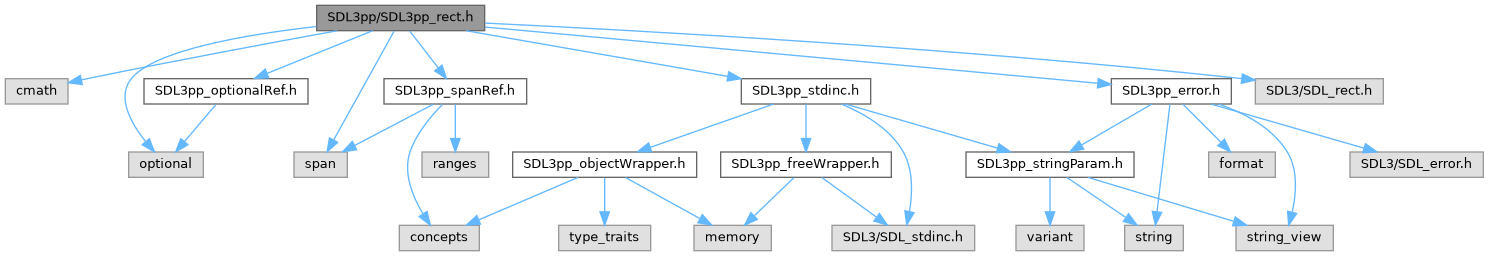 SDL3pp/SDL3pp_rect.h
cmath
SDL3pp_optionalRef.h
SDL3pp_spanRef.h
SDL3pp_stdinc.h
SDL3pp_error.h
SDL3/SDL_rect.h
optional
span
ranges
SDL3pp_objectWrapper.h
SDL3pp_freeWrapper.h
SDL3pp_stringParam.h
format
SDL3/SDL_error.h
concepts
type_traits
memory
SDL3/SDL_stdinc.h
variant
string
string_view